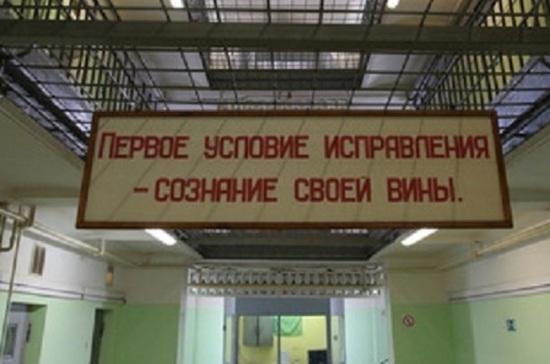 ПЕРВОЕ УСЛОВИЕ ИСПРАВЛЕНИЯ
– СОЗНАНИЕ СВОЕЙ ВИНЫ.